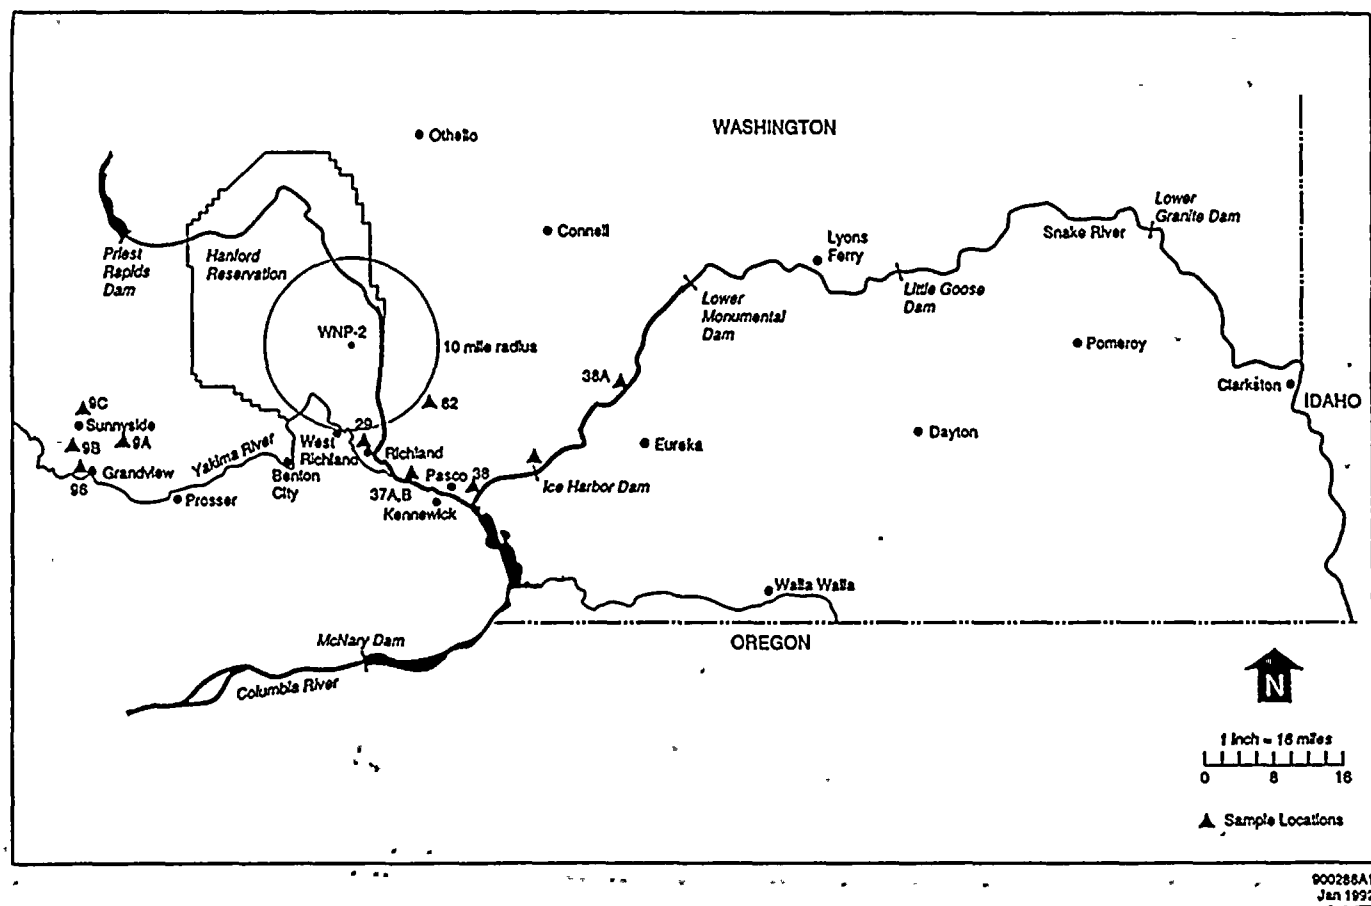 WASHINGTON
Othello
Lower
Granite Dam
Connell
Snake River
Lyons
Ferry
Priest
Rapids
Dam
Hanford
Reservation
Little Goose
Dam
Lower
Monumental
Dam
WNP-2
10 mile radius
Pomeroy
38A
Clarkston
IDAHO
9C
62
Sunnyside
29
9B
9A
West
Richland
Richland
Eureka
Dayton
Yakima River
Grandview
96
Benton
City
Prosser
37A,B
Pasco
38
Ice Harbor Dam
Kennewick
Walla Walla
McNary Dam
OREGON
Columbia River
N
1 inch = 16 miles
0 8 16
Sample Locations
900286A1
Jan 1992